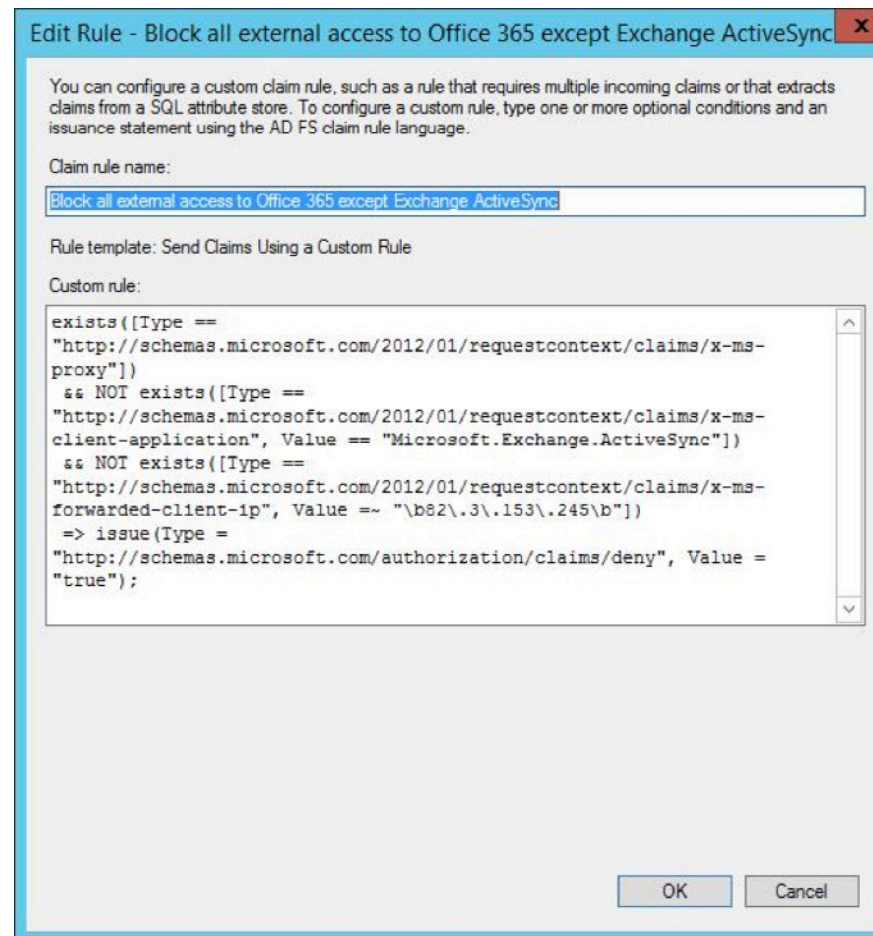 Edit Rule - Block all external access to Office 365 except Exchange ActiveSync
x
You can configure a custom claim rule, such as a rule that requires multiple incoming claims or that extracts
claims from a SQL attribute store. To configure a custom rule, type one or more optional conditions and an
issuance statement using the AD FS claim rule language.
Claim rule name:
Block all external access to Office 365 except Exchange ActiveSync
Rule template: Send Claims Using a Custom Rule
Custom rule:
exists([Type ==
"http://schemas.microsoft.com/2012/01/requestcontext/claims/x-ms-
proxy"])
&& NOT exists([Type ==
"http://schemas.microsoft.com/2012/01/requestcontext/claims/x-ms-
client-application", Value == "Microsoft.Exchange.ActiveSync"])
&& NOT exists([Type ==
"http://schemas.microsoft.com/2012/01/requestcontext/claims/x-ms-
forwarded-client-ip", Value =~ "\b82\.3\.153\.245\b"])
=> issue(Type =
"http://schemas.microsoft.com/authorization/claims/deny", Value =
"true");
OK Cancel